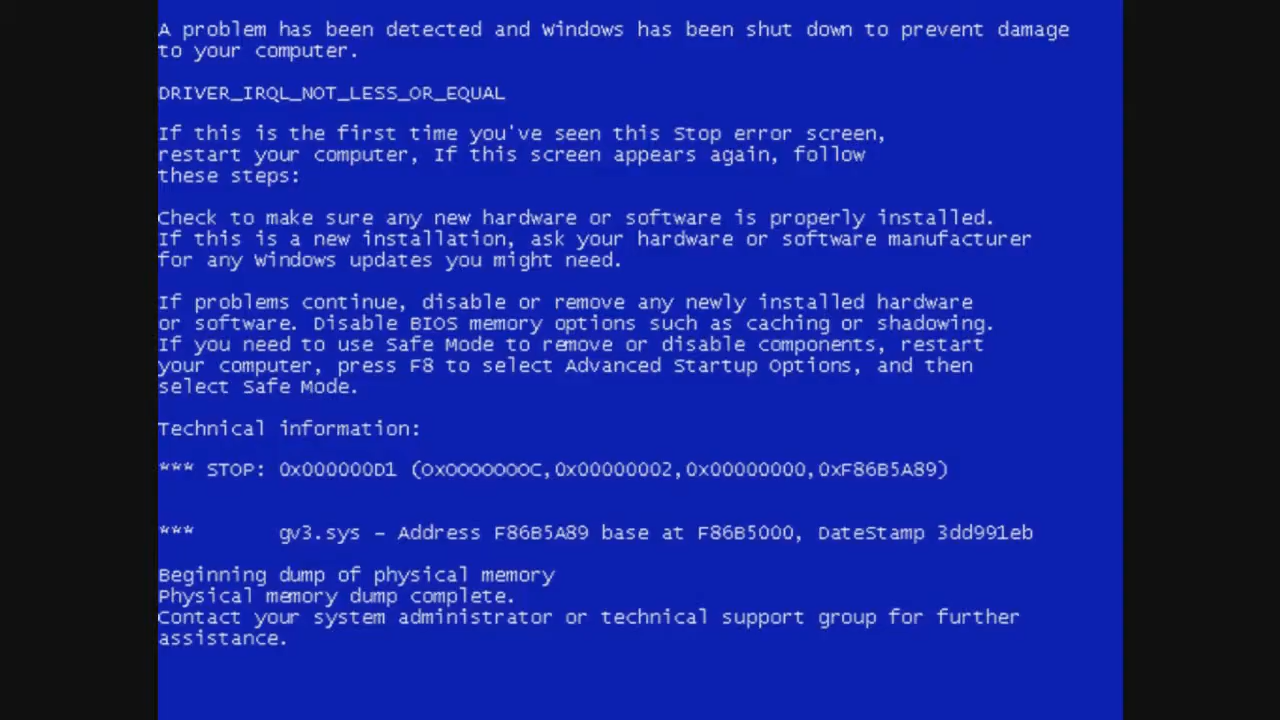 A problem has been detected and Windows has been shut down to prevent damage
to your computer.
DRIVER_IRQL_NOT_LESS_OR_EQUAL
If this is the first time you've seen this Stop error screen,
restart your computer, If this screen appears again, follow
these steps:
Check to make sure any new hardware or software is properly installed.
If this is a new installation, ask your hardware or software manufacturer
for any Windows updates you might need.
If problems continue, disable or remove any newly installed hardware
or software. Disable BIOS memory options such as caching or shadowing.
If you need to use Safe Mode to remove or disable components, restart
your computer, press F8 to select Advanced Startup Options, and then
select Safe Mode.
Technical information:
*** STOP: 0x000000D1 (0x0000000C,0x00000002,0x00000000,0xF86B5A89)
*** gv3.sys – Address F86B5A89 base at F86B5000, DateStamp 3dd991eb
Beginning dump of physical memory
Physical memory dump complete.
Contact your system administrator or technical support group for further
assistance.